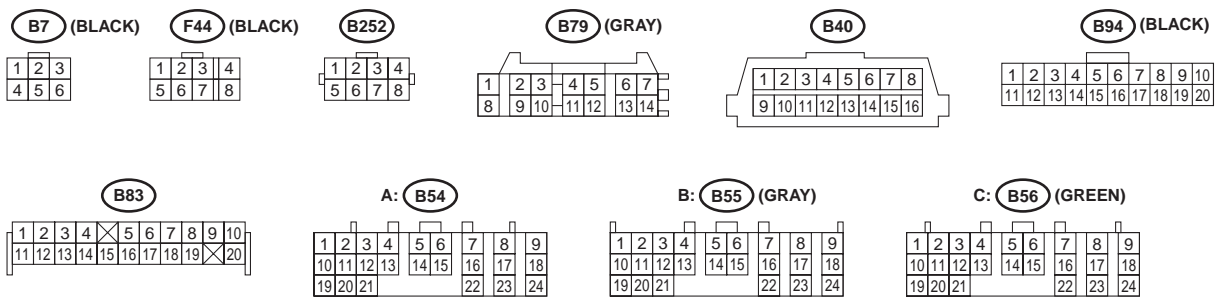 B7 (BLACK)
F44 (BLACK)
B252
B79 (GRAY)
B40
B94 (BLACK)
1 2 3
4 5 6
1 2 3 4
5 6 7 8
1 2 3 4
5 6 7 8
1 2 3 4 5 6 7
8 9 10 11 12 13 14
1 2 3 4 5 6 7 8
9 10 11 12 13 14 15 16
1 2 3 4 5 6 7 8 9 10
11 12 13 14 15 16 17 18 19 20
B83
A: B54
B: B55 (GRAY)
C: B56 (GREEN)
1 2 3 4 5 6 7 8 9 10
11 12 13 14 15 16 17 18 19 20
1 2 3 4 5 6 7 8 9
10 11 12 13 14 15 16 17 18
19 20 21 22 23 24
1 2 3 4 5 6 7 8 9
10 11 12 13 14 15 16 17 18
19 20 21 22 23 24
1 2 3 4 5 6 7 8 9
10 11 12 13 14 15 16 17 18
19 20 21 22 23 24